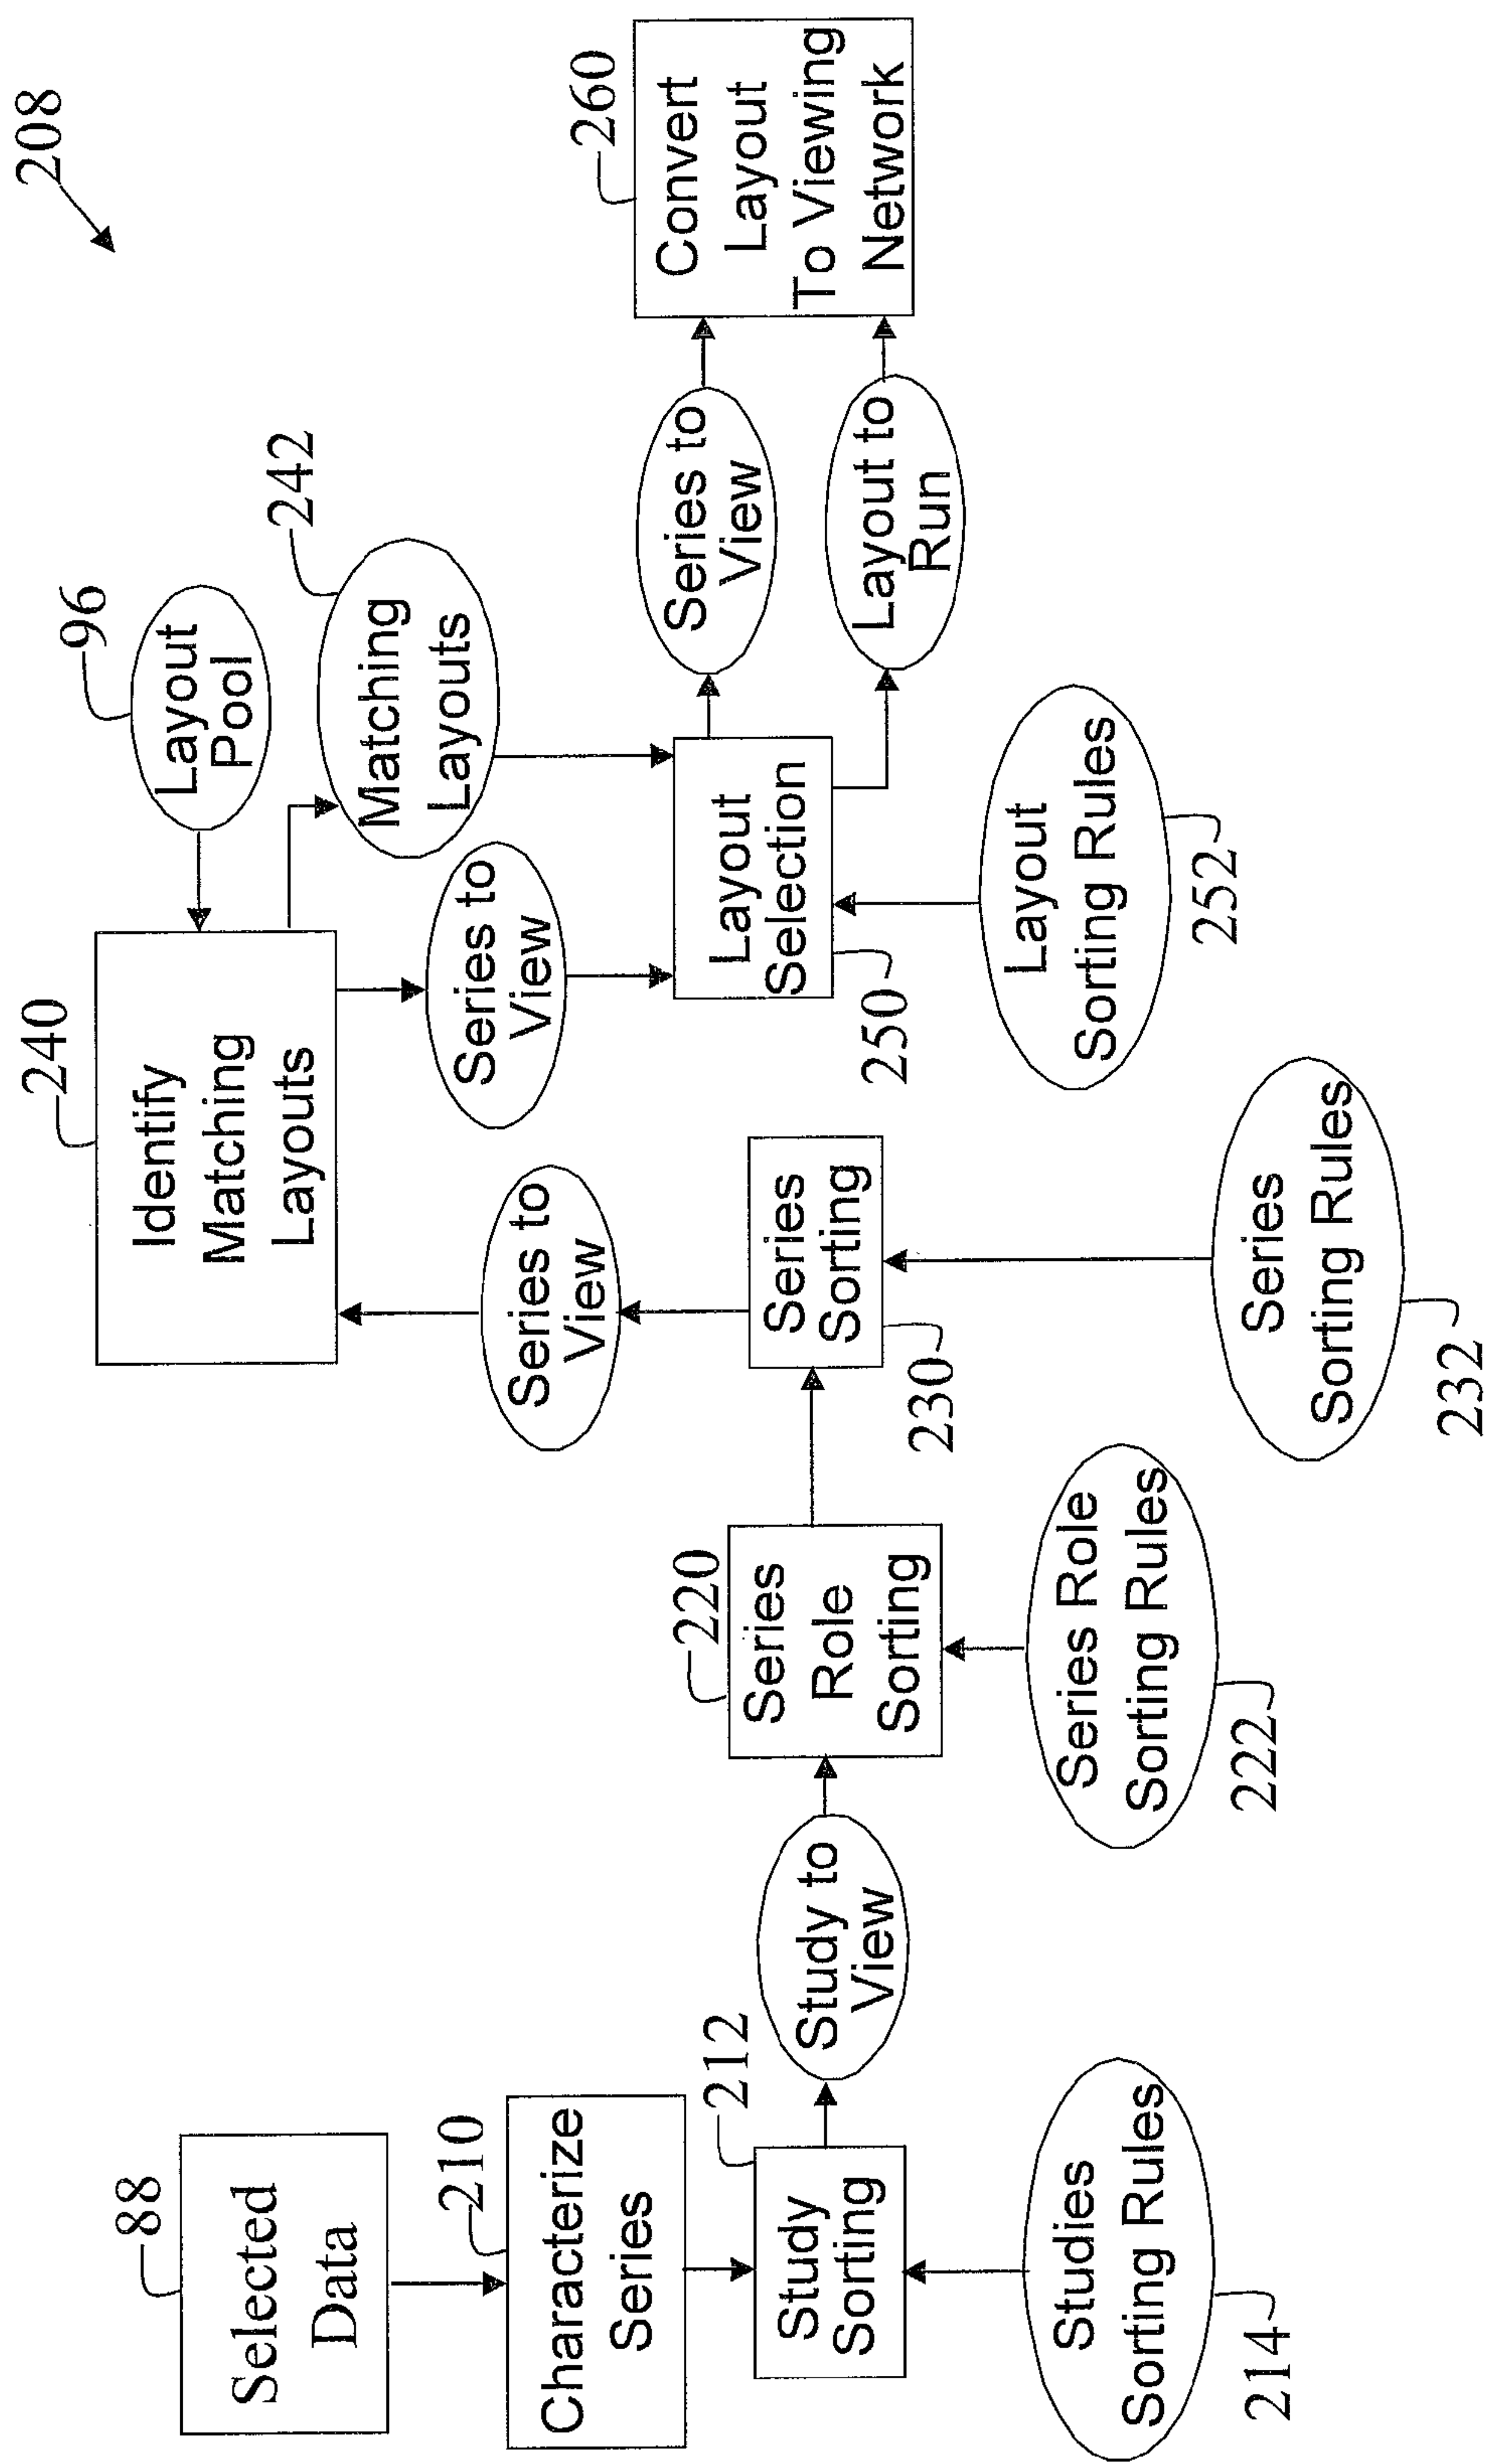 208
88
Selected
Data
210
Characterize
Series
212
Study
Sorting
Studies
Sorting Rules
214
Study to
View
220
Series
Role
Sorting
Series Role
Sorting Rules
222
Series
Sorting
230
Series
Sorting Rules
232
Series to
View
240
Identify
Matching
Layouts
96
Layout
Pool
242
Matching
Layouts
Series to
View
Layout
Selection
250
Layout
Sorting Rules
252
Series to
View
Layout to
Run
260
Convert
Layout
To Viewing
Network